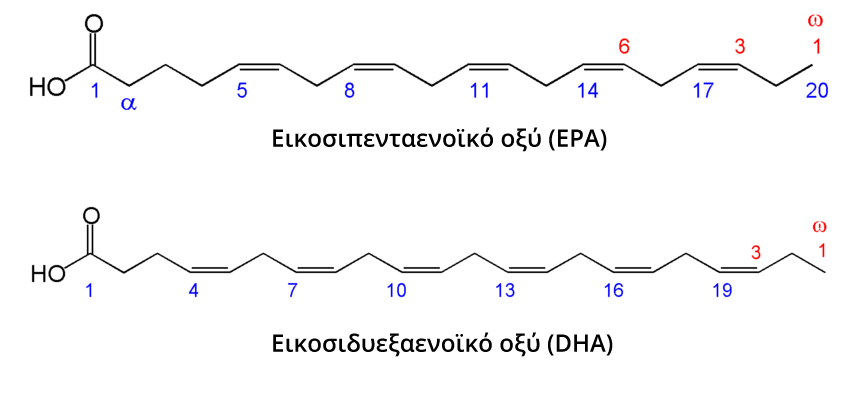 O ω
6 3 1
HO 1 α 5 8 11 14 17 20
Εικοσιπενταενοϊκό οξύ (EPA)
O ω
3 1
HO 1 4 7 10 13 16 19
Εικοσιδυεξαενοϊκό οξύ (DHA)